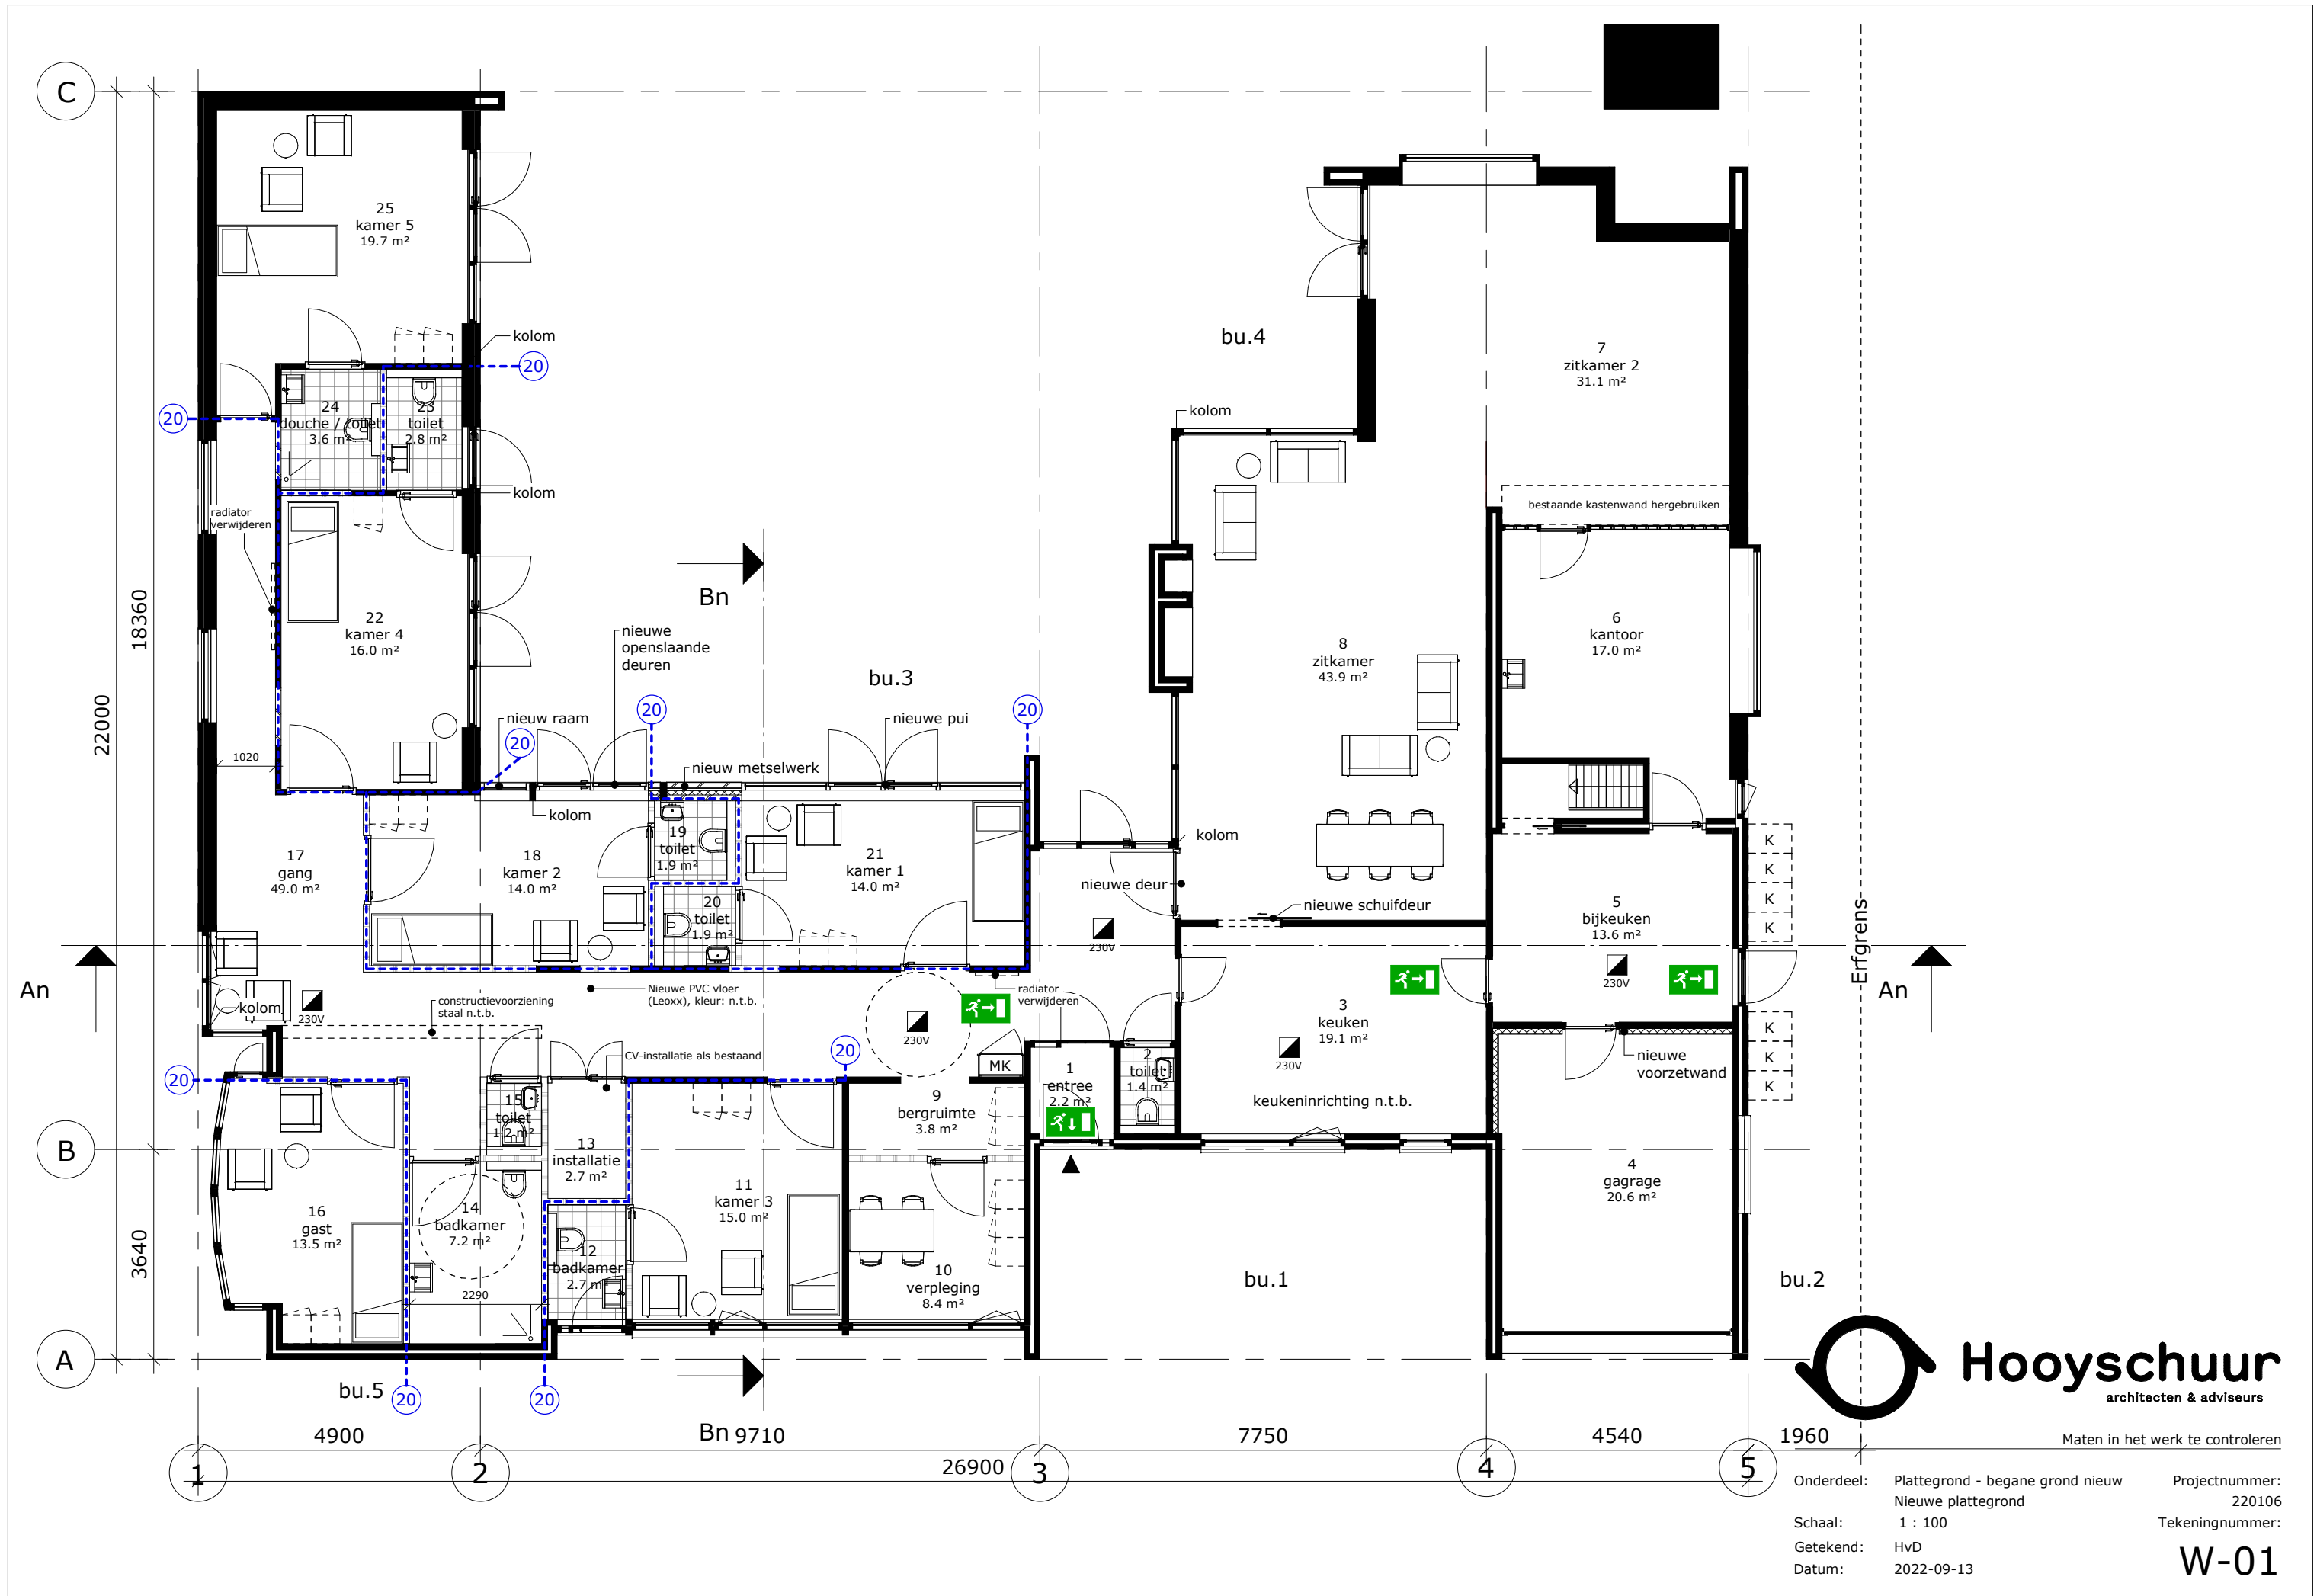 C
25
kamer 5
19.7 m²
kolom
20
20
24
douche / toilet
3.6 m²
23
toilet
2.8 m²
kolom
radiator
verwijderen
22
kamer 4
16.0 m²
22000
18360
1020
bu.4
7
zitkamer 2
31.1 m²
kolom
bestaande kastenwand hergebruiken
Bn
nieuwe
openslaande
deuren
bu.3
6
kantoor
17.0 m²
8
zitkamer
43.9 m²
20
20
nieuw raam
20
nieuwe pui
nieuw metselwerk
kolom
kolom
17
gang
49.0 m²
18
kamer 2
14.0 m²
19
toilet
1.9 m²
21
kamer 1
14.0 m²
20
toilet
1.9 m²
nieuwe deur
nieuwe schuifdeur
230V
5
bijkeuken
13.6 m²
230V
K
K
K
K
Erfgrens
An
An
kolom
230V
constructievoorziening
staal n.t.b.
Nieuwe PVC vloer
(Leoxx), kleur: n.t.b.
radiator
verwijderen
230V
3
keuken
19.1 m²
230V
K
K
K
CV-installatie als bestaand
20
20
MK
1
entree
2.2 m²
2
toilet
1.4 m²
nieuwe
voorzetwand
keukeninrichting n.t.b.
9
bergruimte
3.8 m²
15
toilet
1.2 m²
B
13
installatie
2.7 m²
4
gagrage
20.6 m²
11
kamer 3
15.0 m²
16
gast
13.5 m²
14
badkamer
7.2 m²
12
badkamer
2.7 m²
10
verpleging
8.4 m²
3640
2290
bu.1
bu.2
A
bu.5
20
20
Hooyschuur
architecten & adviseurs
4900
Bn
9710
7750
4540
1960
Maten in het werk te controleren
1
2
26900
3
4
5
Onderdeel:
Plattegrond - begane grond nieuw
Projectnummer:
Nieuwe plattegrond
220106
Schaal:
1 : 100
Tekeningnummer:
Getekend:
HvD
W-01
Datum:
2022-09-13